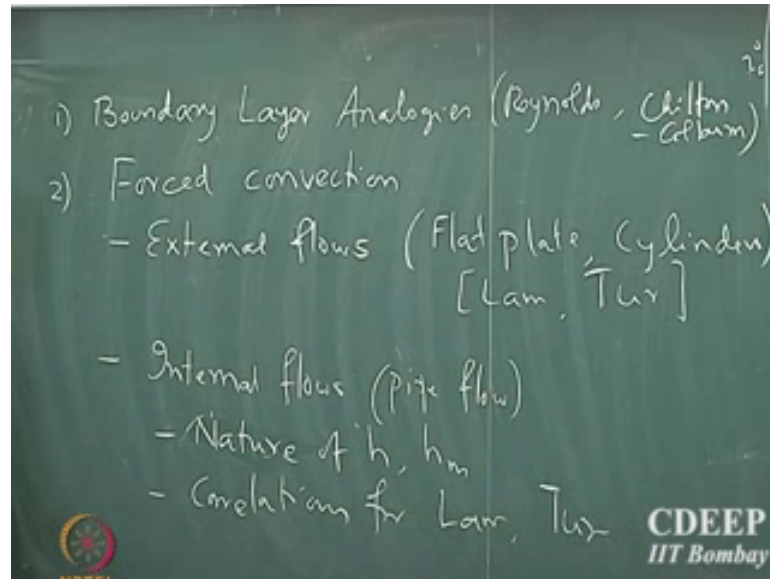 1) Boundary Layer Analogies (Reynolds, Chilton
- Colburn)
2) Forced convection
- External flows (Flat plate, Cylinder)
[Lam, Tur]
- Internal flows (pipe flow)
- Nature of h, hm
- Correlations for Lam, Tur
CDEEP
IIT Bombay
NPTEL